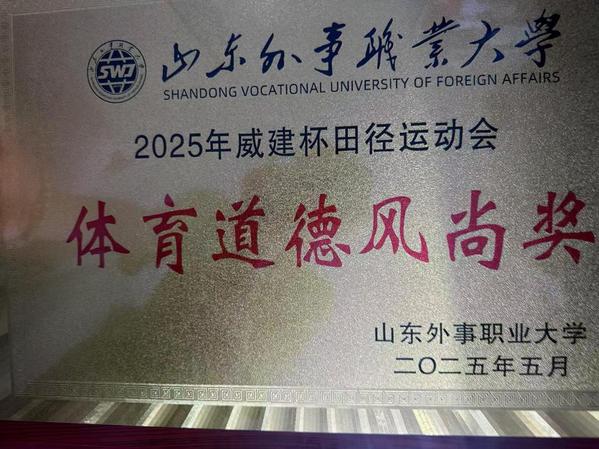 山东外事职业大学
SHANDONG VOCATIONAL UNIVERSITY OF FOREIGN AFFAIRS
2025年威建杯田径运动会
体育道德风尚奖
山东外事职业大学
二〇二五年五月